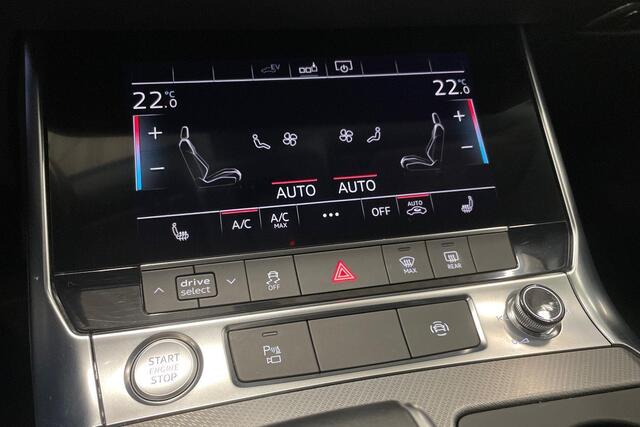 EV
22.0 °C
22.0 °C
+
+
−
−
AUTO
AUTO
A/C
A/C MAX
•••
OFF
AUTO
drive select
OFF
MAX
REAR
START ENGINE STOP
P